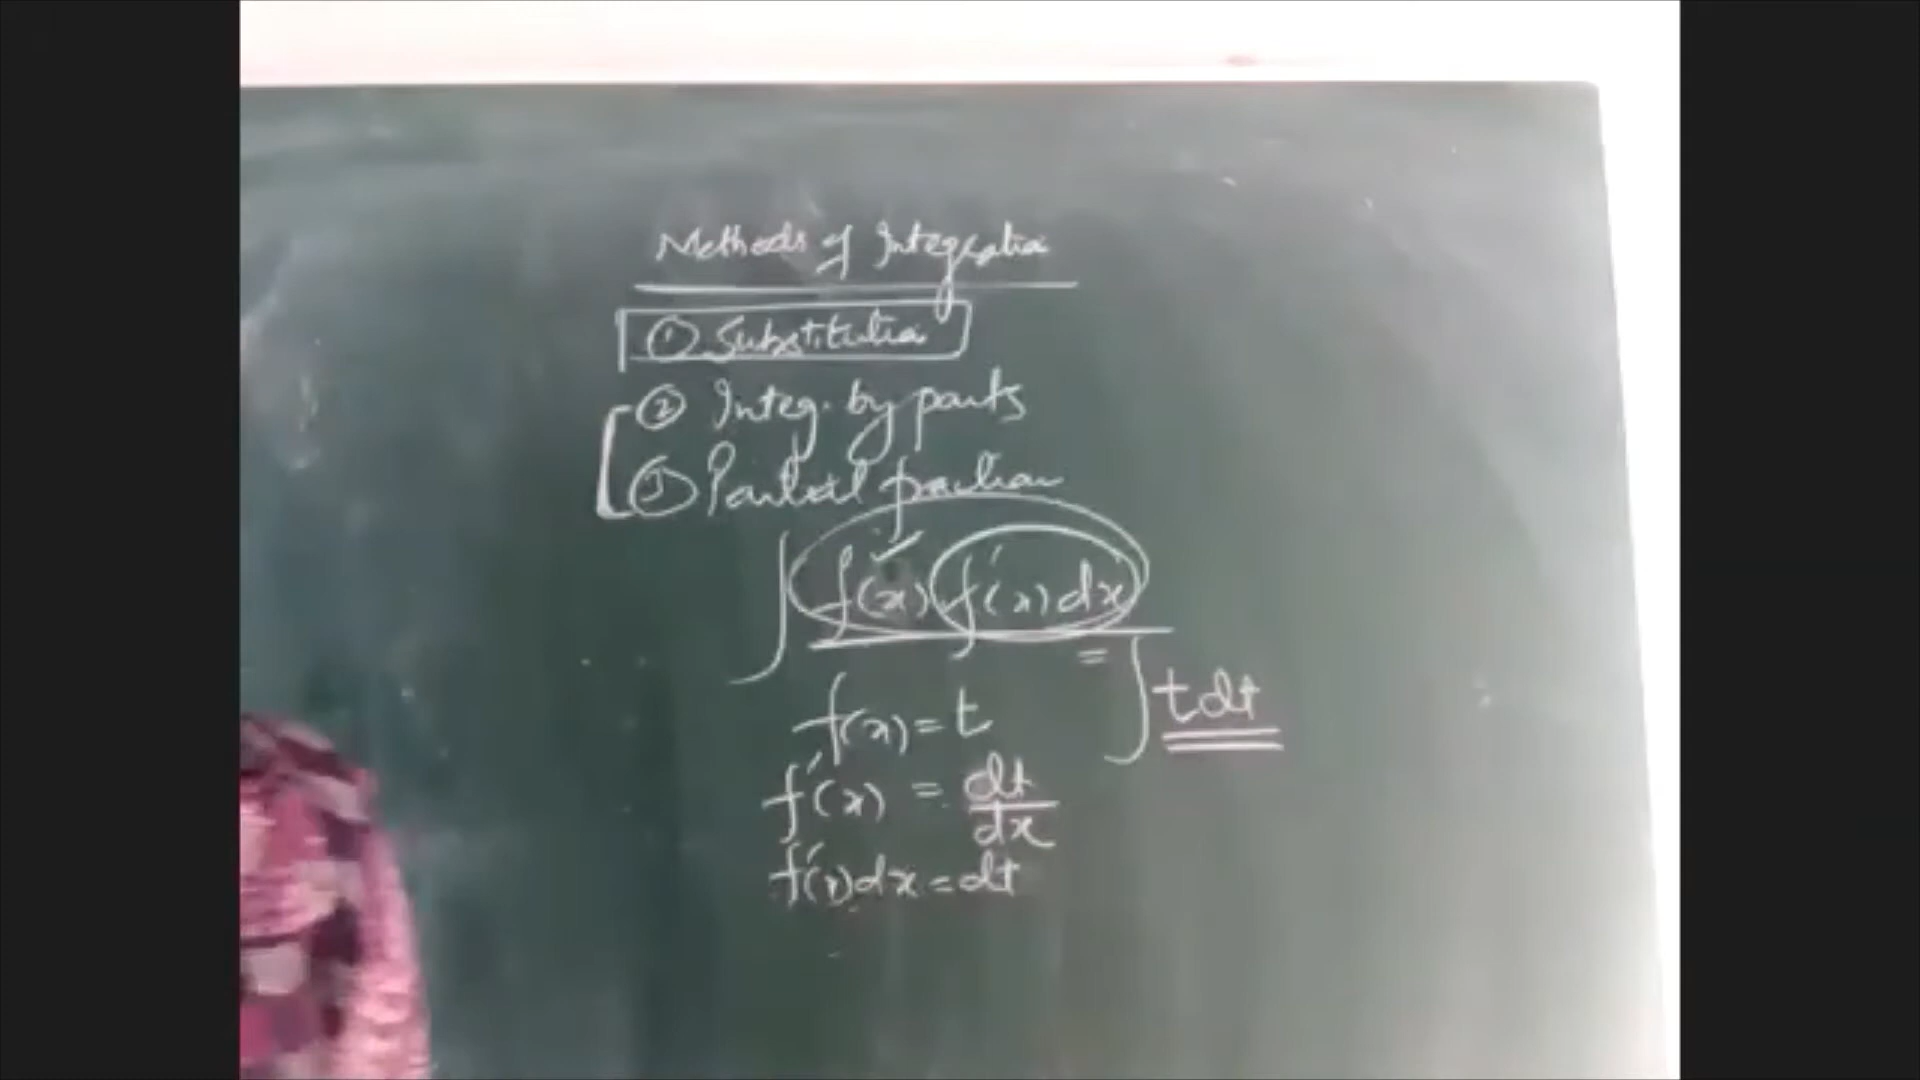 Methods of Integration
① Substitution
② Integ. by parts
③ Partial fraction
∫ f(x) f'(x) dx
= ∫ t dt
f(x) = t
f'(x) = dt/dx
f'(x) dx = dt